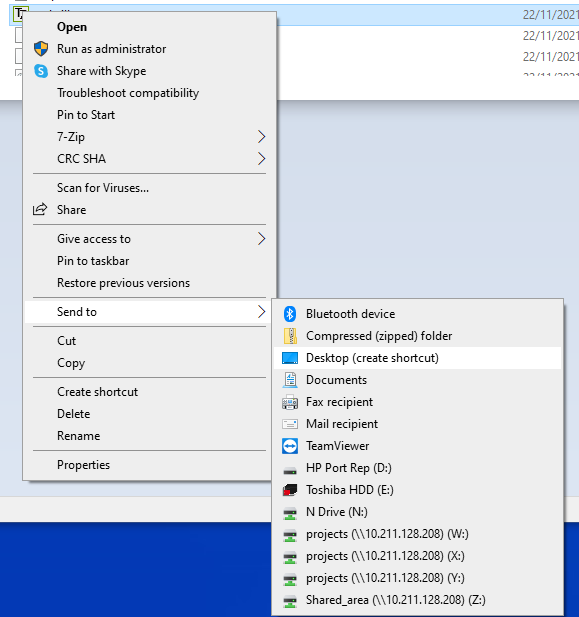 22/11/2021
Open
22/11/2021
Run as administrator
22/11/2021
Share with Skype
Troubleshoot compatibility
Pin to Start
7-Zip
CRC SHA
Scan for Viruses...
Share
Give access to
Pin to taskbar
Restore previous versions
Send to
Cut
Copy
Create shortcut
Delete
Rename
Properties
Bluetooth device
Compressed (zipped) folder
Desktop (create shortcut)
Documents
Fax recipient
Mail recipient
TeamViewer
HP Port Rep (D:)
Toshiba HDD (E:)
N Drive (N:)
projects (\\10.211.128.208) (W:)
projects (\\10.211.128.208) (X:)
projects (\\10.211.128.208) (Y:)
Shared_area (\\10.211.128.208) (Z:)